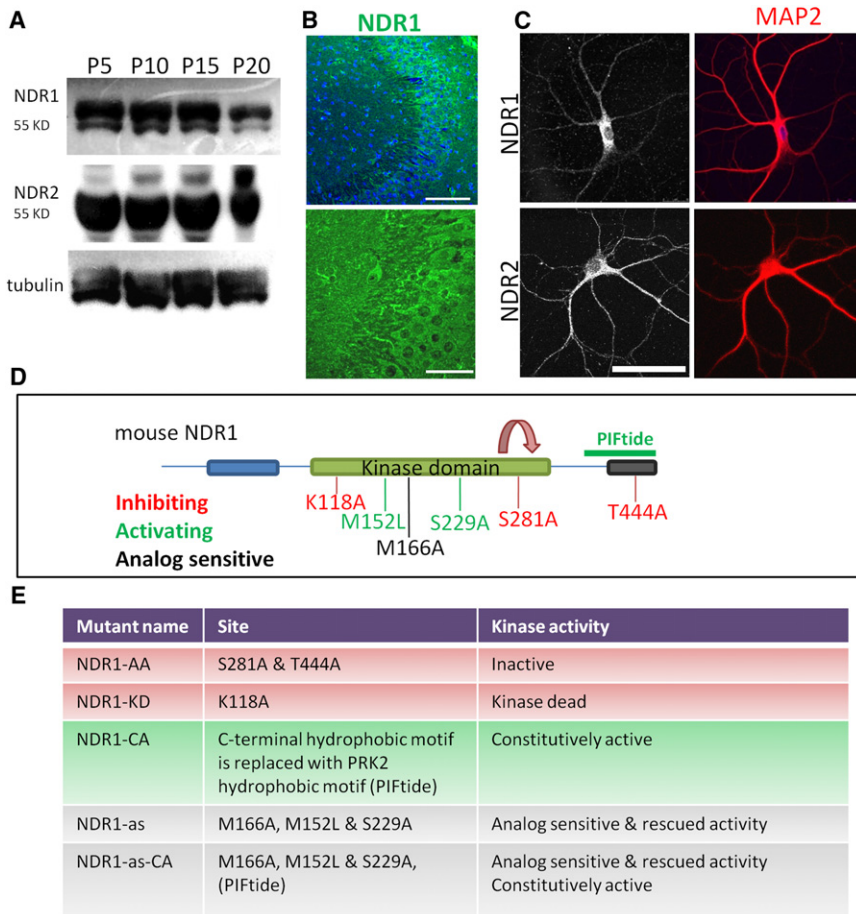 A
P5 P10 P15 P20
NDR1
55 KD
NDR2
55 KD
tubulin
B
NDR1
C
MAP2
NDR1
NDR2
D
mouse NDR1
PIFtide
Kinase domain
Inhibiting
Activating
Analog sensitive
K118A
M152L
M166A
S229A
S281A
T444A
E
Mutant name Site Kinase activity
NDR1-AA S281A & T444A Inactive
NDR1-KD K118A Kinase dead
NDR1-CA C-terminal hydrophobic motif Constitutively active
is replaced with PRK2
hydrophobic motif (PIFtide)
NDR1-as M166A, M152L & S229A Analog sensitive & rescued activity
NDR1-as-CA M166A, M152L & S229A, Analog sensitive & rescued activity
(PIFtide) Constitutively active